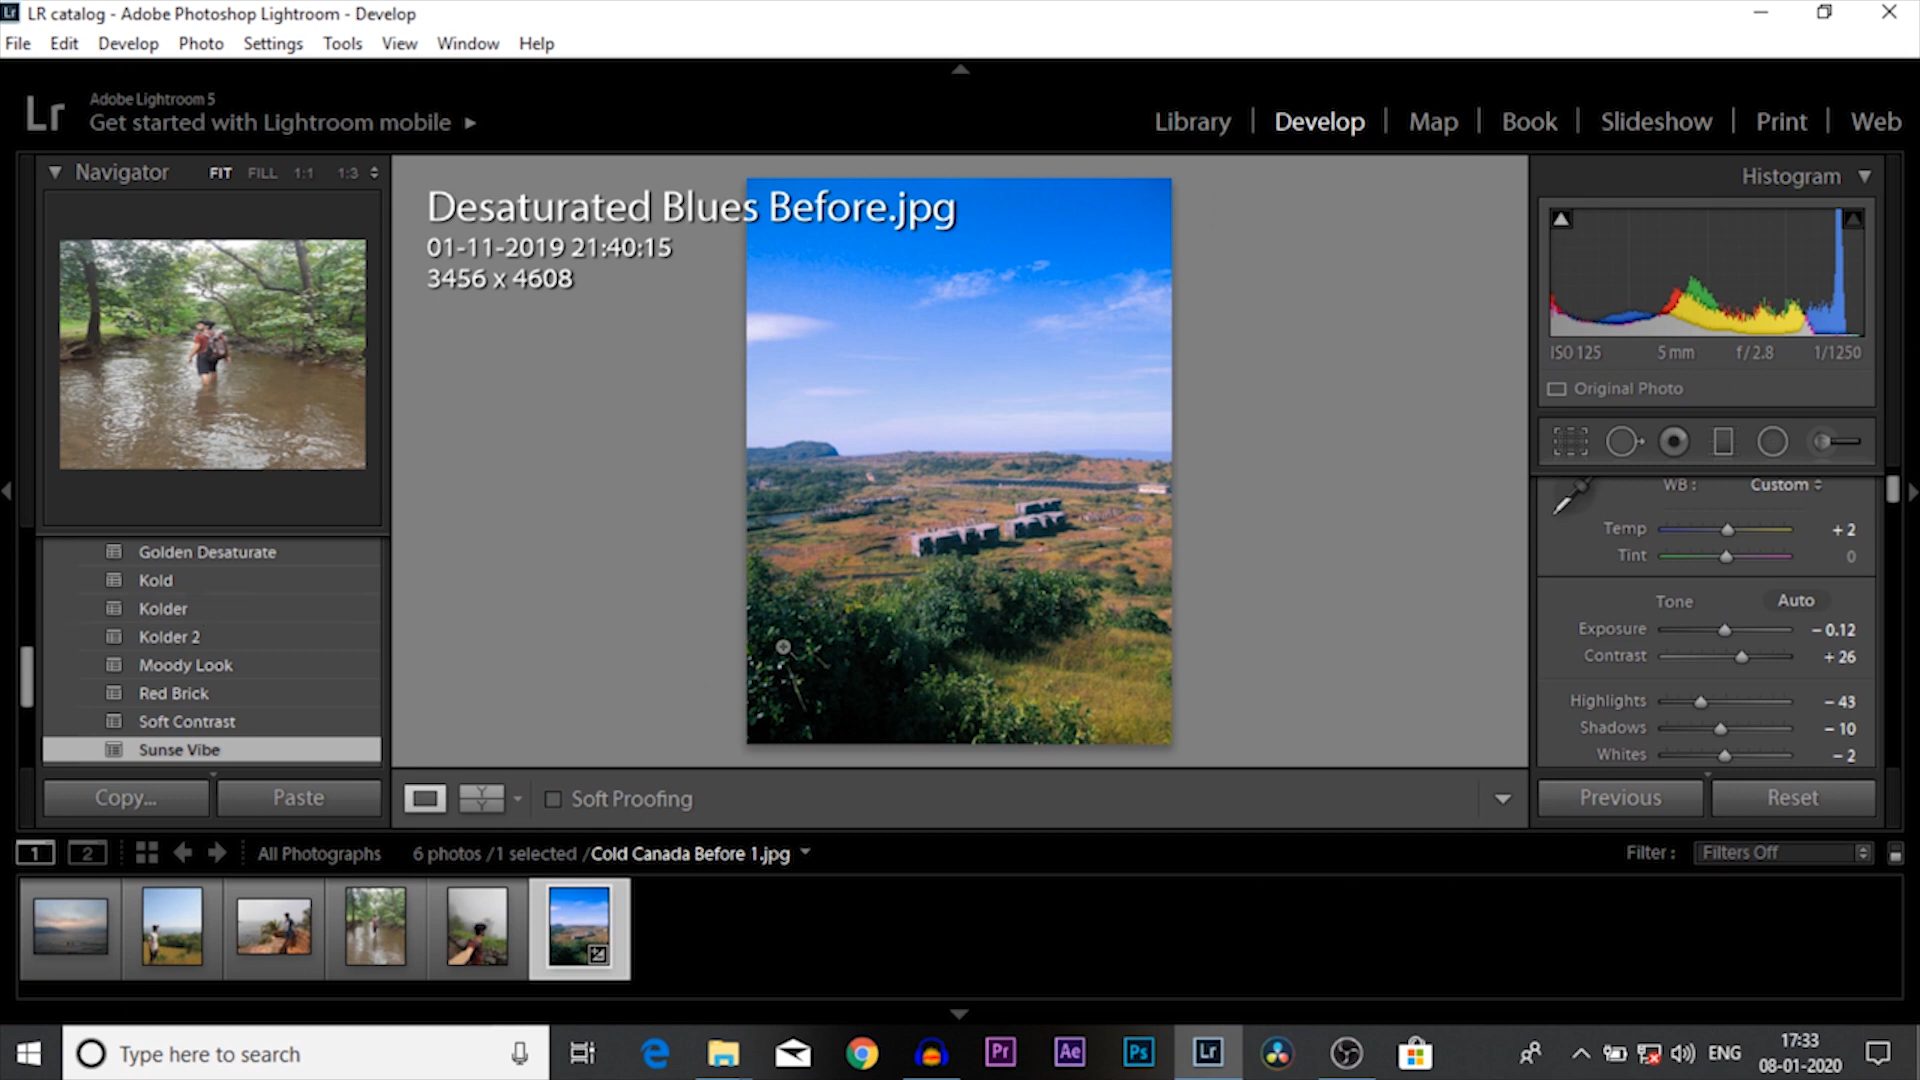 LR catalog - Adobe Photoshop Lightroom - Develop
File Edit Develop Photo Settings Tools View Window Help
Lr
Adobe Lightroom 5
Get started with Lightroom mobile
Library | Develop | Map | Book | Slideshow | Print | Web
Navigator FIT FILL 1:1 1:3
Golden Desaturate
Kold
Kolder
Kolder 2
Moody Look
Red Brick
Soft Contrast
Sunse Vibe
Copy... Paste
Desaturated Blues Before.jpg
01-11-2019 21:40:15
3456 x 4608
Soft Proofing
Histogram
ISO 125 5 mm f/2.8 1/1250
Original Photo
WB: Custom
Temp +2
Tint 0
Tone Auto
Exposure -0.12
Contrast +26
Highlights -43
Shadows -10
Whites -2
Previous Reset
1 2 All Photographs 6 photos /1 selected /Cold Canada Before 1.jpg Filter: Filters Off
Type here to search
Pr Ae Ps Lr
ENG
17:33
08-01-2020